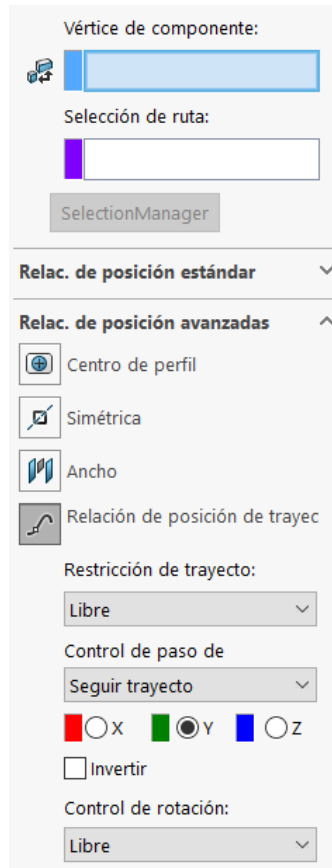 Vértice de componente:
Selección de ruta:
SelectionManager
Relac. de posición estándar
Relac. de posición avanzadas
Centro de perfil
Simétrica
Ancho
Relación de posición de trayec
Restricción de trayecto:
Libre
Control de paso de
Seguir trayecto
X Y Z
Invertir
Control de rotación:
Libre